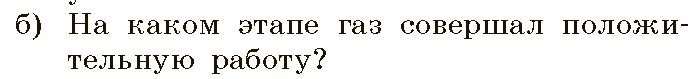 б) На каком этапе газ совершал положи-
тельную работу?